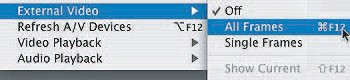 External Video
Refresh A/V Devices ⌥F12
Video Playback
Audio Playback
✓ Off
All Frames ⌘F12
Single Frames
Show Current ⇧F12